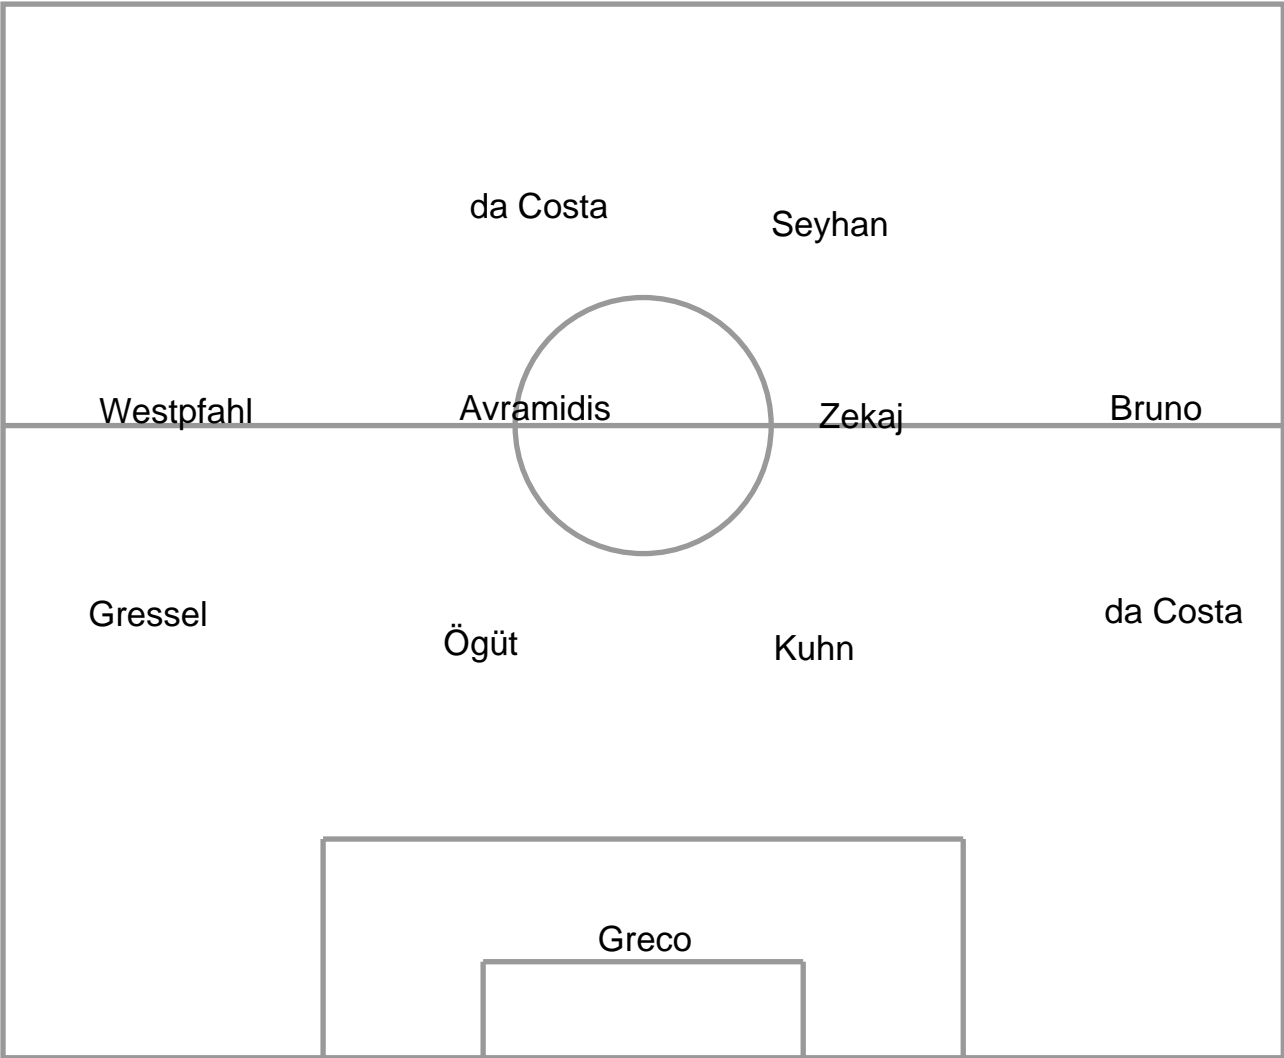 da Costa
Seyhan
Westpfahl
Avramidis
Zekaj
Bruno
Gressel
Ögüt
Kuhn
da Costa
Greco